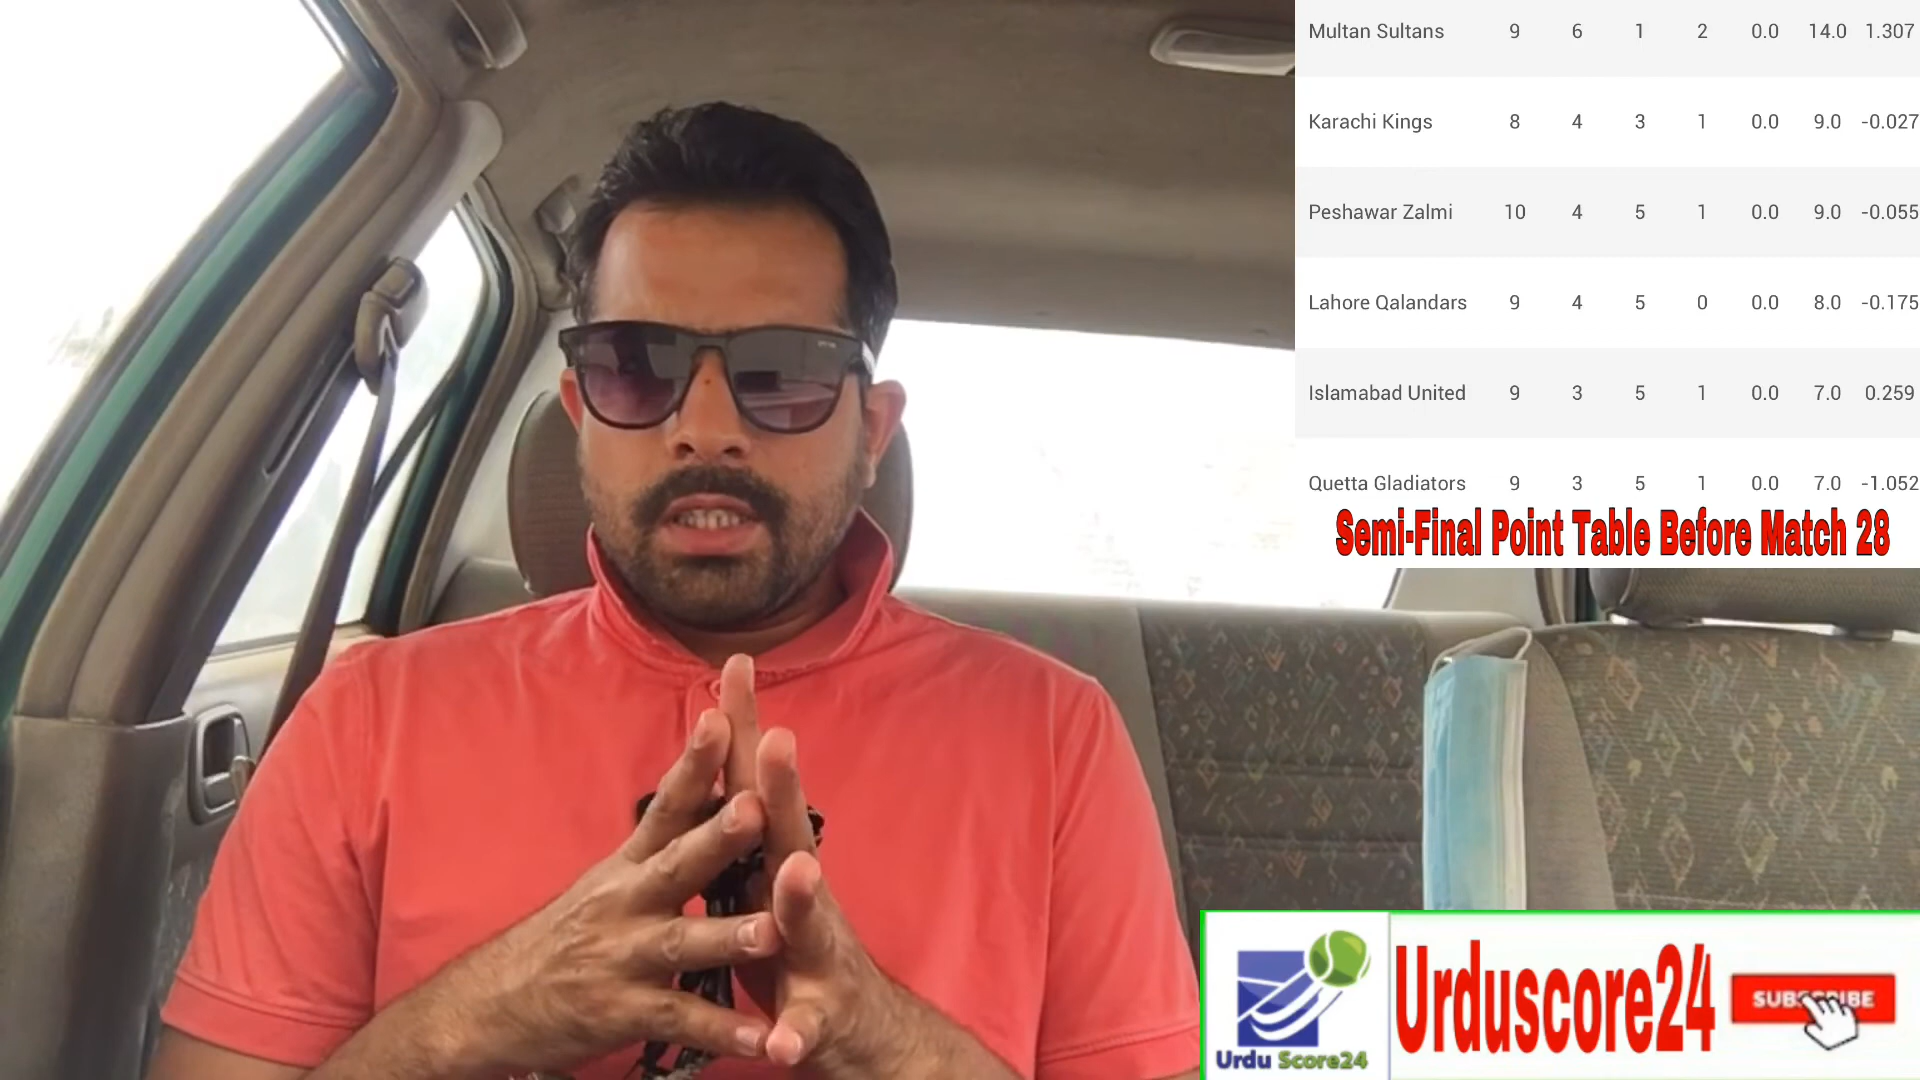 Multan Sultans 9 6 1 2 0.0 14.0 1.307
Karachi Kings 8 4 3 1 0.0 9.0 -0.027
Peshawar Zalmi 10 4 5 1 0.0 9.0 -0.055
Lahore Qalandars 9 4 5 0 0.0 8.0 -0.175
Islamabad United 9 3 5 1 0.0 7.0 0.259
Quetta Gladiators 9 3 5 1 0.0 7.0 -1.052
Semi-Final Point Table Before Match 28
Urduscore24
SUBSCRIBE
Urdu Score24